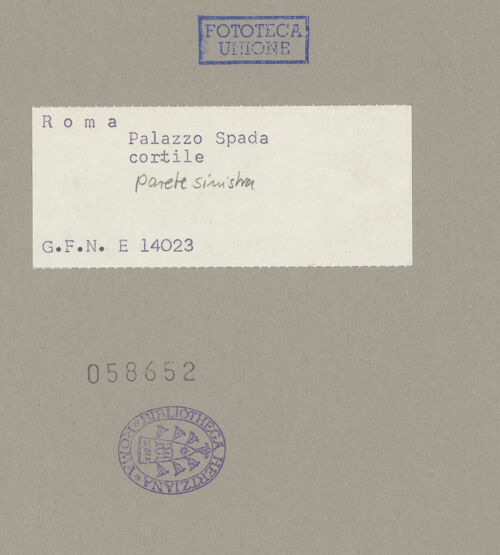 FOTOTECA
UNIONE
Roma
Palazzo Spada
cortile
parete sinistra
G.F.N. E 14023
058652
BIBLIOTHECA HERTZIANA ROMA